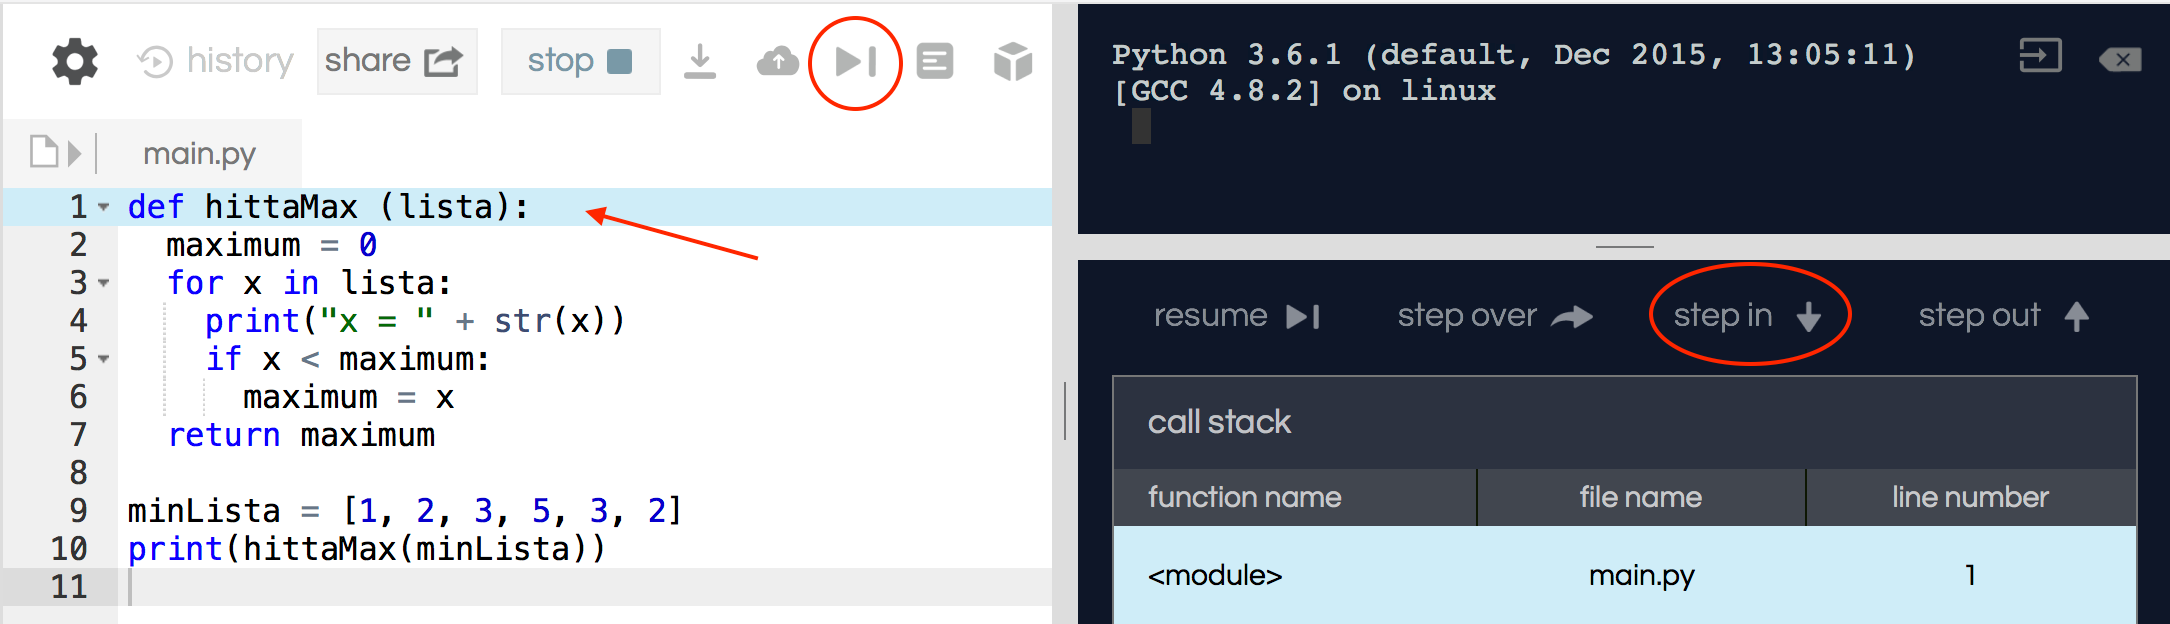 history share stop
main.py
1 def hittaMax (lista):
2 maximum = 0
3 for x in lista:
4 print("x = " + str(x))
5 if x < maximum:
6 maximum = x
7 return maximum
8
9 minLista = [1, 2, 3, 5, 3, 2]
10 print(hittaMax(minLista))
11
Python 3.6.1 (default, Dec 2015, 13:05:11)
[GCC 4.8.2] on linux
resume step over step in step out
call stack
function name file name line number
<module> main.py 1